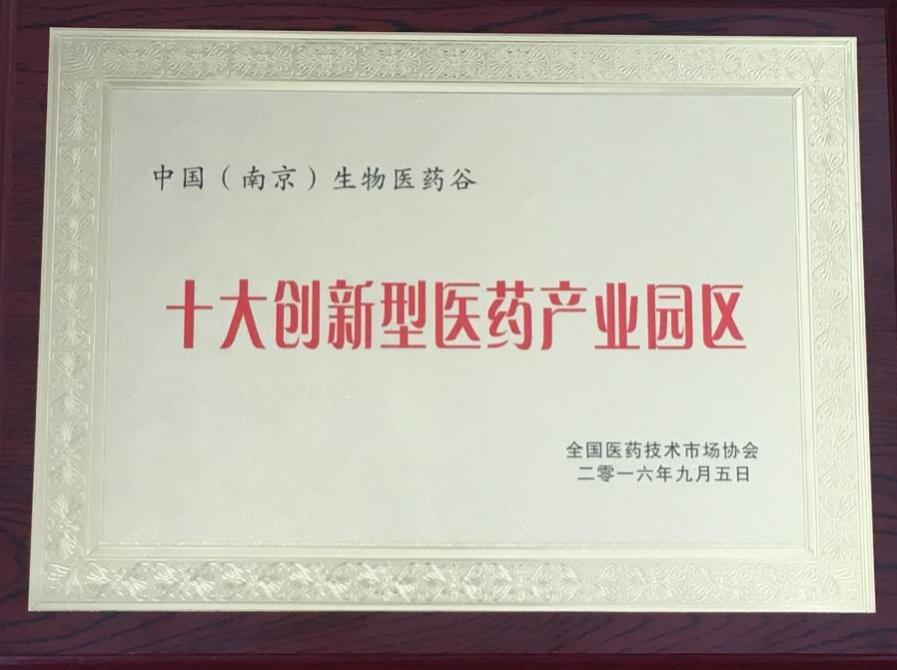 中国（南京）生物医药谷
十大创新型医药产业园区
全国医药技术市场协会
二零一六年九月五日